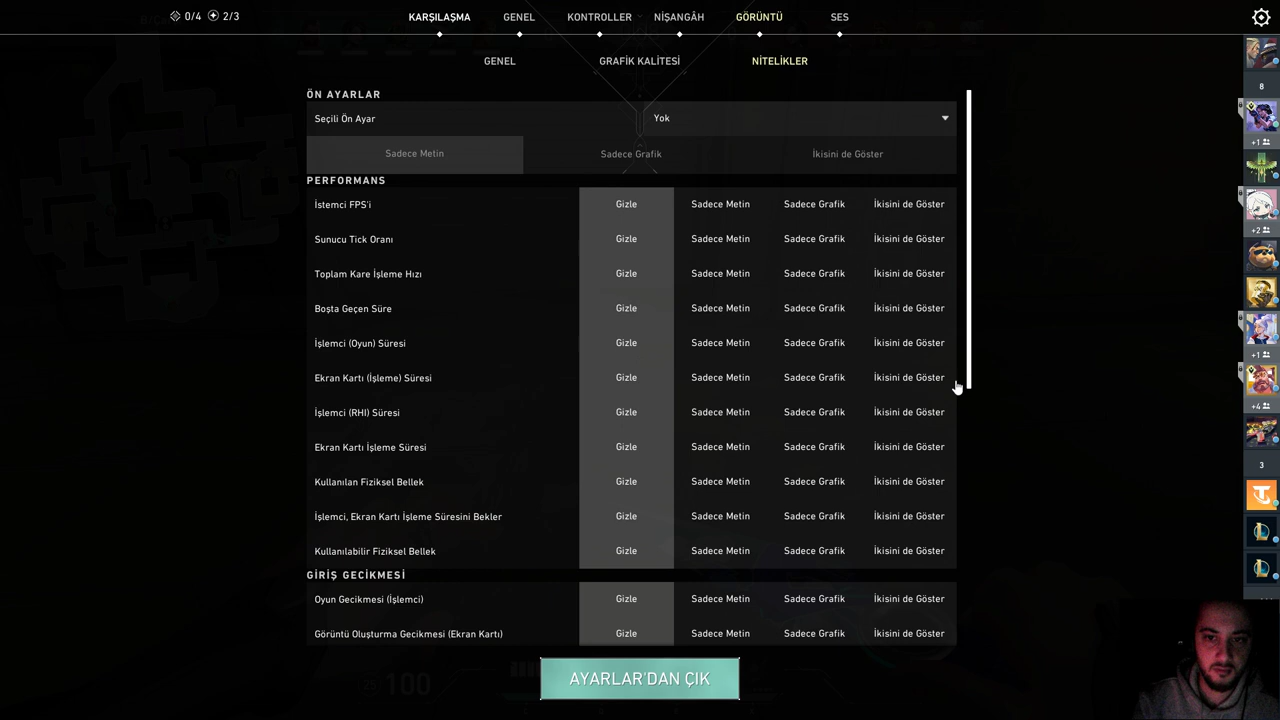 0/4 2/3
KARŞILAŞMA GENEL KONTROLLER NİŞANGÂH GÖRÜNTÜ SES
GENEL GRAFİK KALİTESİ NİTELİKLER
ÖN AYARLAR
Seçili Ön Ayar Yok
Sadece Metin Sadece Grafik İkisini de Göster
PERFORMANS
İstemci FPS'i Gizle Sadece Metin Sadece Grafik İkisini de Göster
Sunucu Tick Oranı Gizle Sadece Metin Sadece Grafik İkisini de Göster
Toplam Kare İşleme Hızı Gizle Sadece Metin Sadece Grafik İkisini de Göster
Boşta Geçen Süre Gizle Sadece Metin Sadece Grafik İkisini de Göster
İşlemci (Oyun) Süresi Gizle Sadece Metin Sadece Grafik İkisini de Göster
Ekran Kartı (İşleme) Süresi Gizle Sadece Metin Sadece Grafik İkisini de Göster
İşlemci (RHI) Süresi Gizle Sadece Metin Sadece Grafik İkisini de Göster
Ekran Kartı İşleme Süresi Gizle Sadece Metin Sadece Grafik İkisini de Göster
Kullanılan Fiziksel Bellek Gizle Sadece Metin Sadece Grafik İkisini de Göster
İşlemci, Ekran Kartı İşleme Süresini Bekler Gizle Sadece Metin Sadece Grafik İkisini de Göster
Kullanılabilir Fiziksel Bellek Gizle Sadece Metin Sadece Grafik İkisini de Göster
GİRİŞ GECİKMESİ
Oyun Gecikmesi (İşlemci) Gizle Sadece Metin Sadece Grafik İkisini de Göster
Görüntü Oluşturma Gecikmesi (Ekran Kartı) Gizle Sadece Metin Sadece Grafik İkisini de Göster
AYARLAR'DAN ÇIK
25 100
8
+1
+2
+1
+4
3